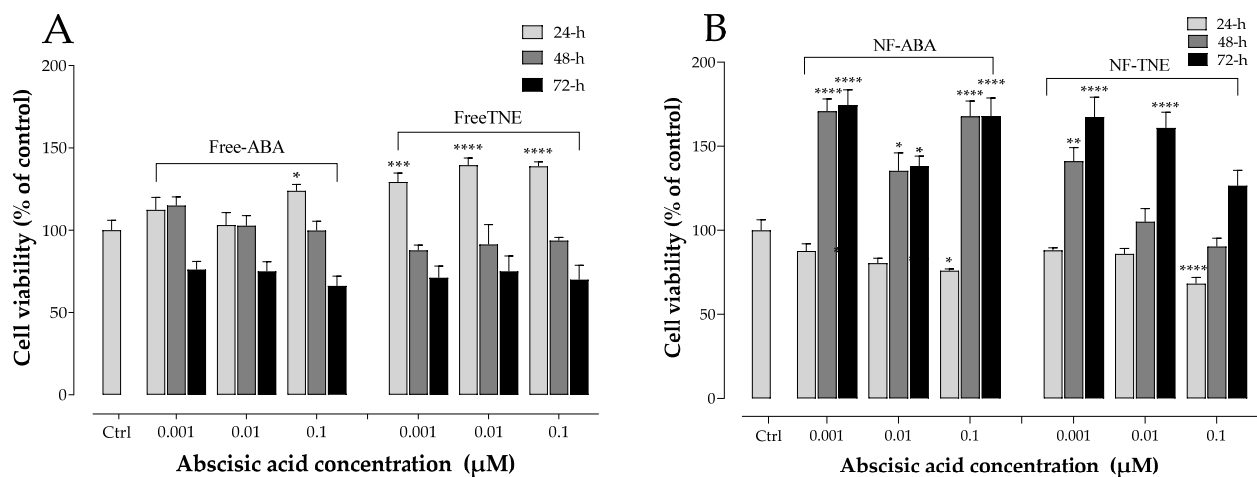 A
24-h
48-h
72-h
Free-ABA
FreeTNE
*
***
****
****
Cell viability (% of control)
200
150
100
50
0
Ctrl 0.001 0.01 0.1 0.001 0.01 0.1
Abscisic acid concentration (μM)
B
24-h
48-h
72-h
NF-ABA
NF-TNE
**** **** * * * **** ****
** **** **** ****
Cell viability (% of control)
200
150
100
50
0
Ctrl 0.001 0.01 0.1 0.001 0.01 0.1
Abscisic acid concentration (μM)